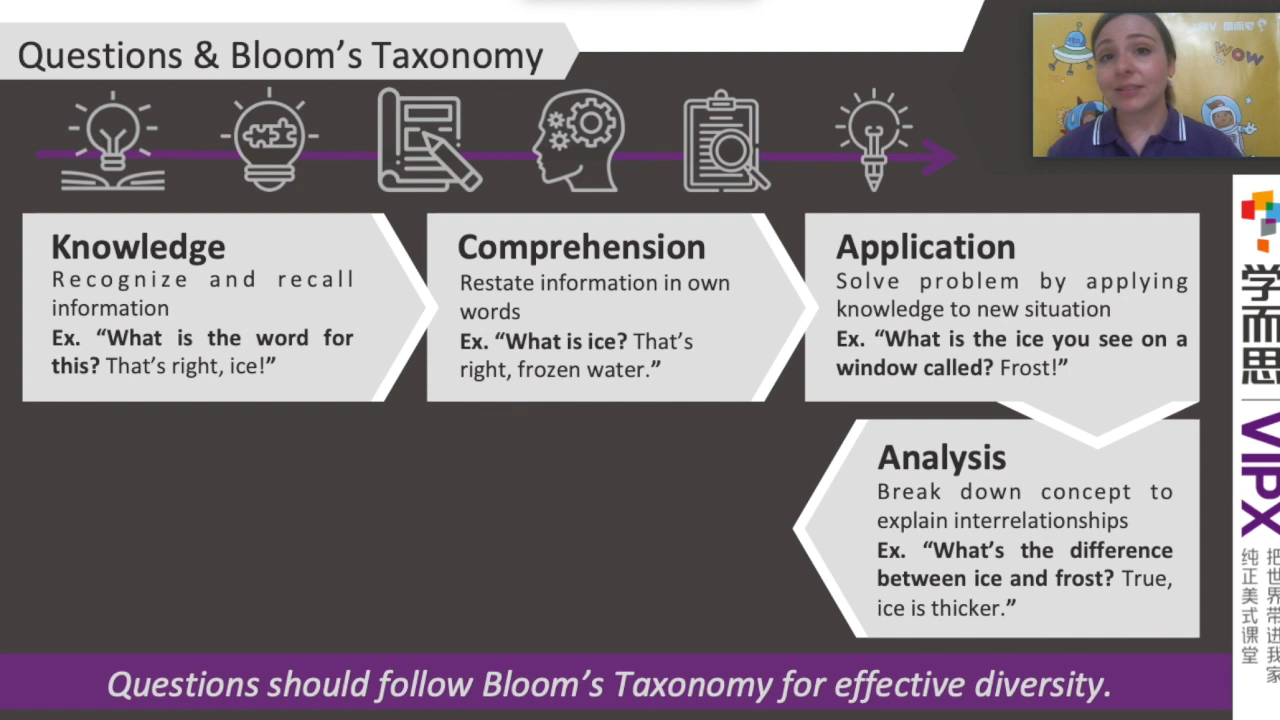 Questions & Bloom's Taxonomy
WOW
Knowledge
Recognize and recall
information
Ex. “What is the word for
this? That's right, ice!”
Comprehension
Restate information in own
words
Ex. “What is ice? That's
right, frozen water.”
Application
Solve problem by applying
knowledge to new situation
Ex. “What is the ice you see on a
window called? Frost!”
Analysis
Break down concept to
explain interrelationships
Ex. “What's the difference
between ice and frost? True,
ice is thicker.”
Questions should follow Bloom's Taxonomy for effective diversity.
学而思
VIPX
把世界带进我家
纯正美式课堂